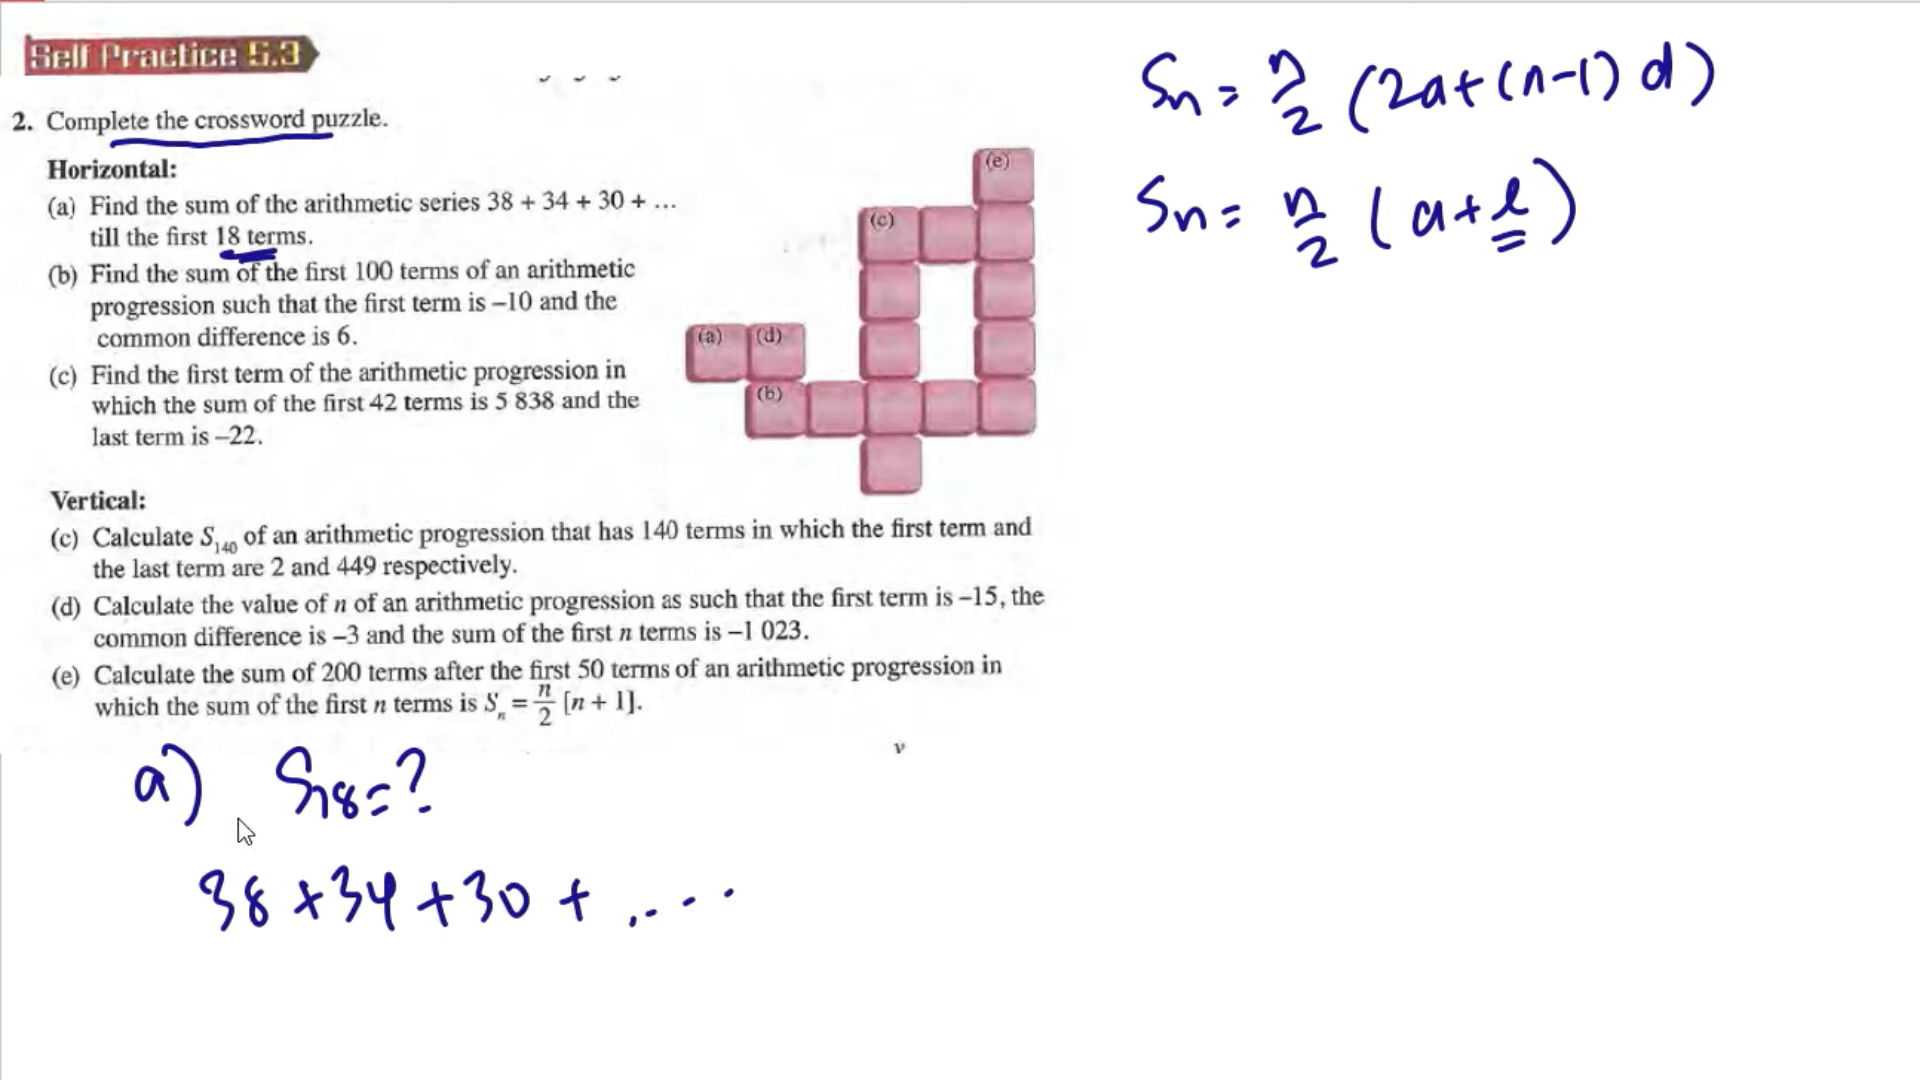 Self Practice 5.3
2. Complete the crossword puzzle.
Horizontal:
(a) Find the sum of the arithmetic series 38 + 34 + 30 + ...
till the first 18 terms.
(b) Find the sum of the first 100 terms of an arithmetic
progression such that the first term is –10 and the
common difference is 6.
(c) Find the first term of the arithmetic progression in
which the sum of the first 42 terms is 5 838 and the
last term is –22.
(e)
(c)
(a) (d)
(b)
Vertical:
(c) Calculate S₁₄₀ of an arithmetic progression that has 140 terms in which the first term and
the last term are 2 and 449 respectively.
(d) Calculate the value of n of an arithmetic progression as such that the first term is –15, the
common difference is –3 and the sum of the first n terms is –1 023.
(e) Calculate the sum of 200 terms after the first 50 terms of an arithmetic progression in
which the sum of the first n terms is Sₙ = n/2 [n + 1].
Sn = n/2 (2a+(n-1) d)
Sn = n/2 (a+l)
a) S18=?
38+34+30 + ....